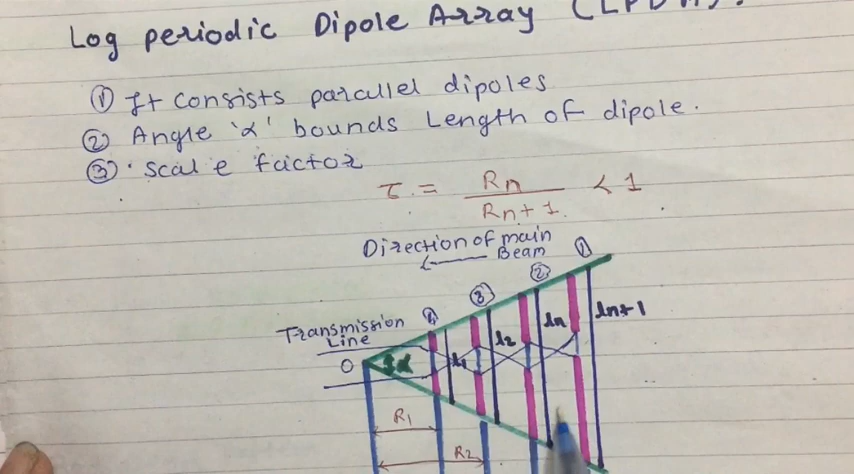 Log periodic Dipole Array (LPDA).
① It consists parallel dipoles
② Angle 'α' bounds Length of dipole.
③ scale factor
τ = Rn / Rn+1 < 1
Direction of main
Beam
Transmission
Line
④ ③ ② ①
l1 l2 ln ln+1
O α
R1
R2